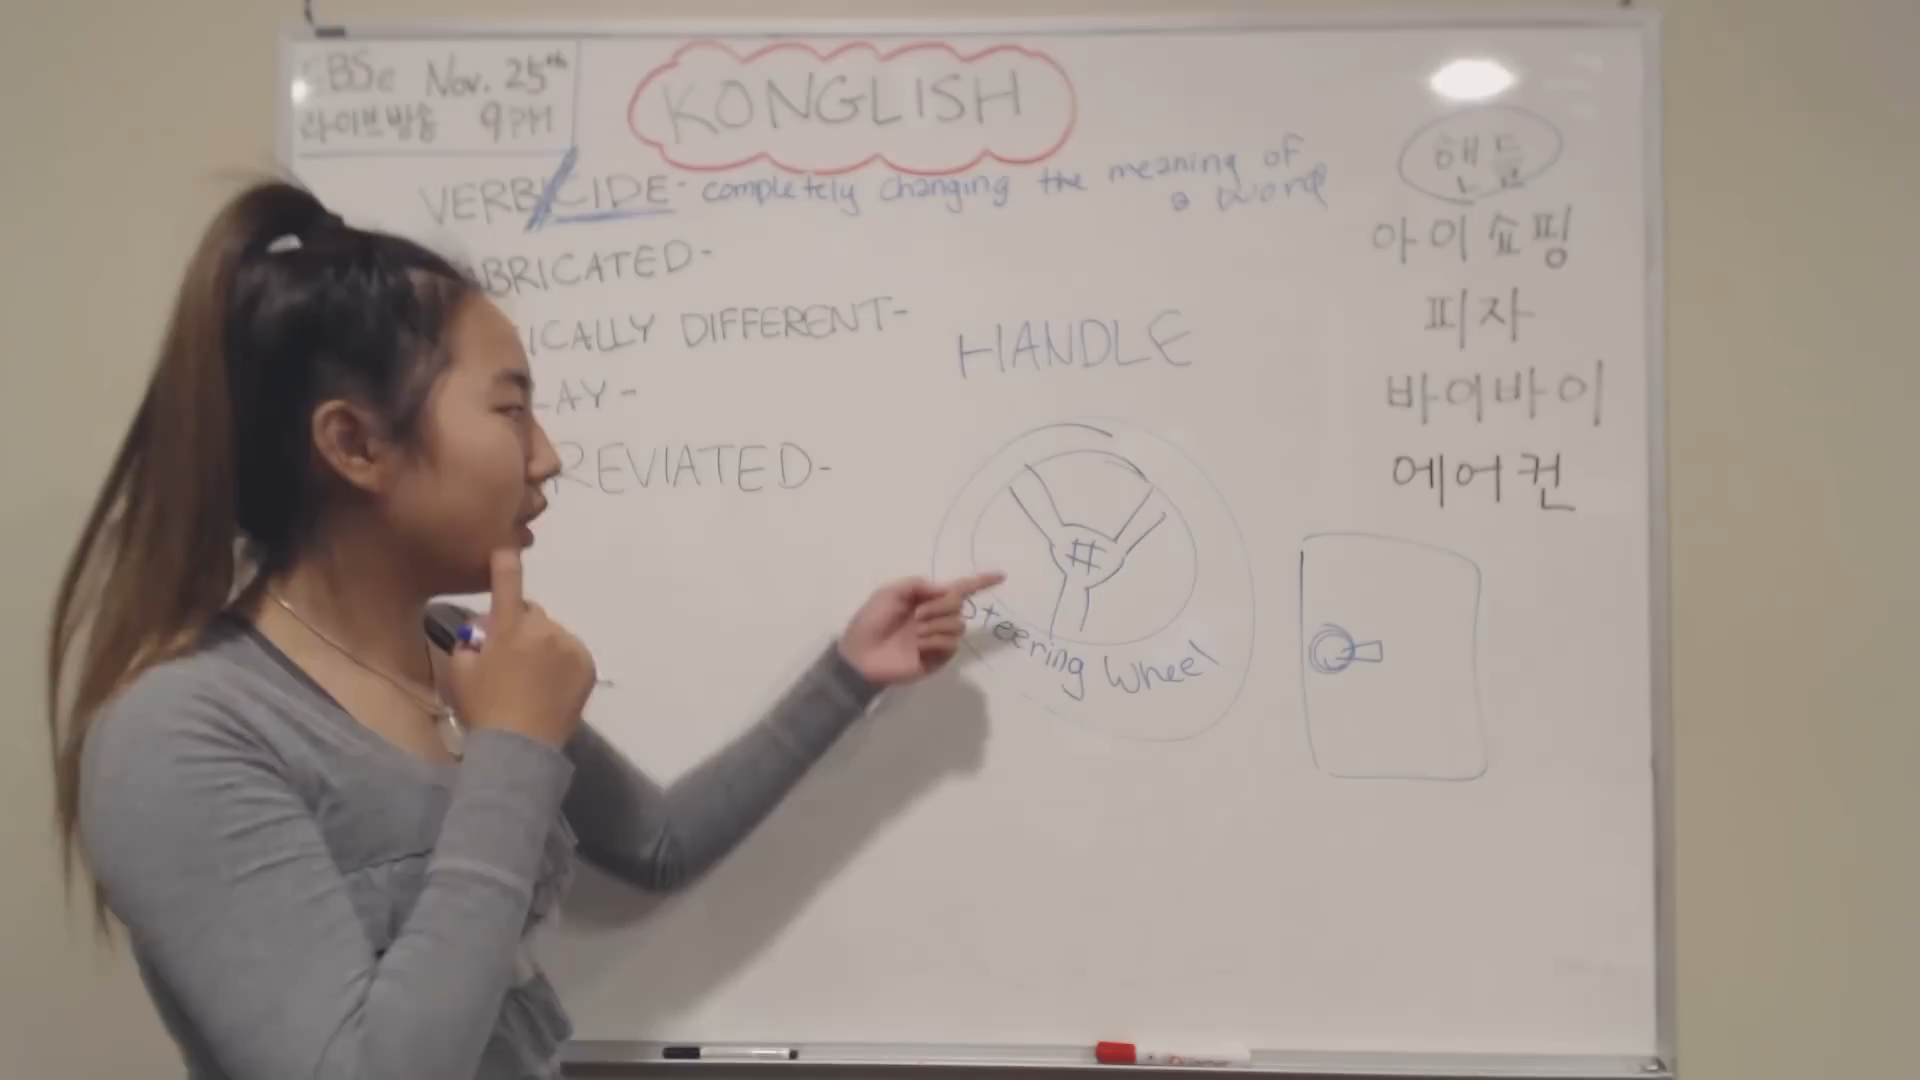 EBSe Nov. 25th
라이브방송 9PM
KONGLISH
VERBICIDE- completely changing the meaning of
a word
ABRICATED-
ICALLY DIFFERENT-
LAY-
REVIATED-
HANDLE
Steering Wheel
핸들
아이쇼핑
피자
바이바이
에어컨